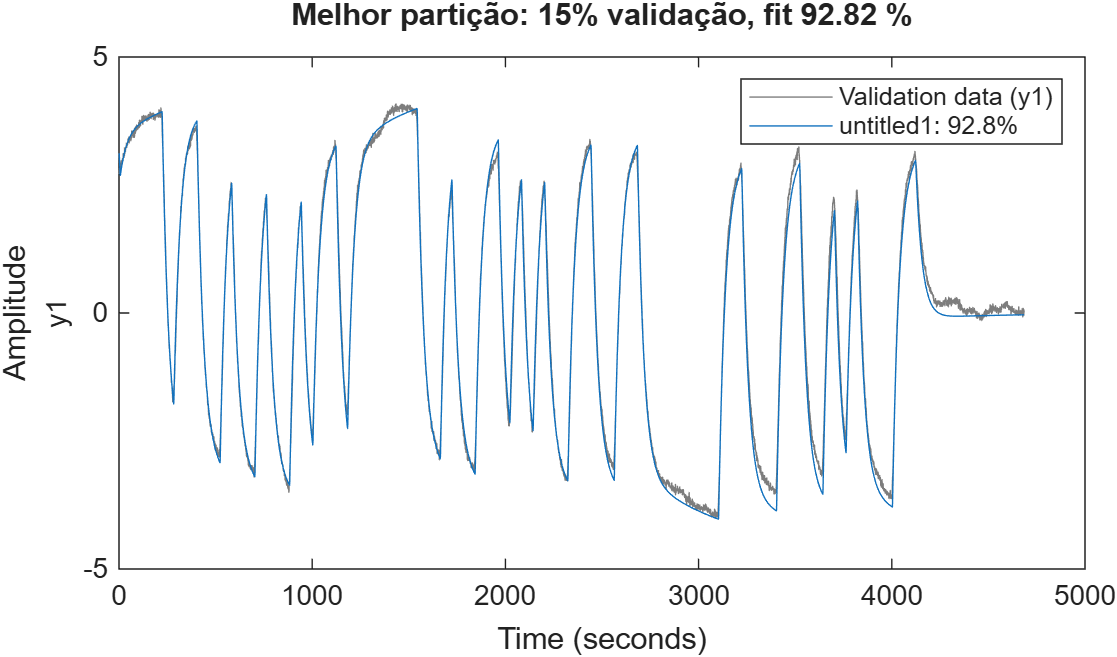 Melhor partição: 15% validação, fit 92.82 %
5
Validation data (y1)
untitled1: 92.8%
Amplitude
y1
0
-5
0
1000
2000
3000
4000
5000
Time (seconds)